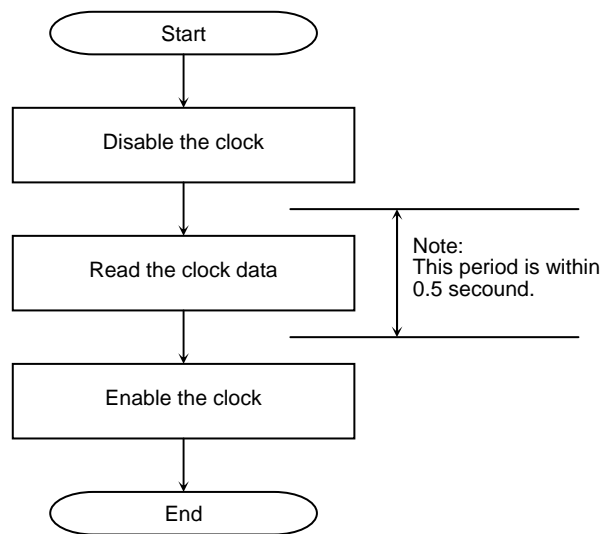 Start
Disable the clock
Read the clock data
Note:
This period is within
0.5 secound.
Enable the clock
End